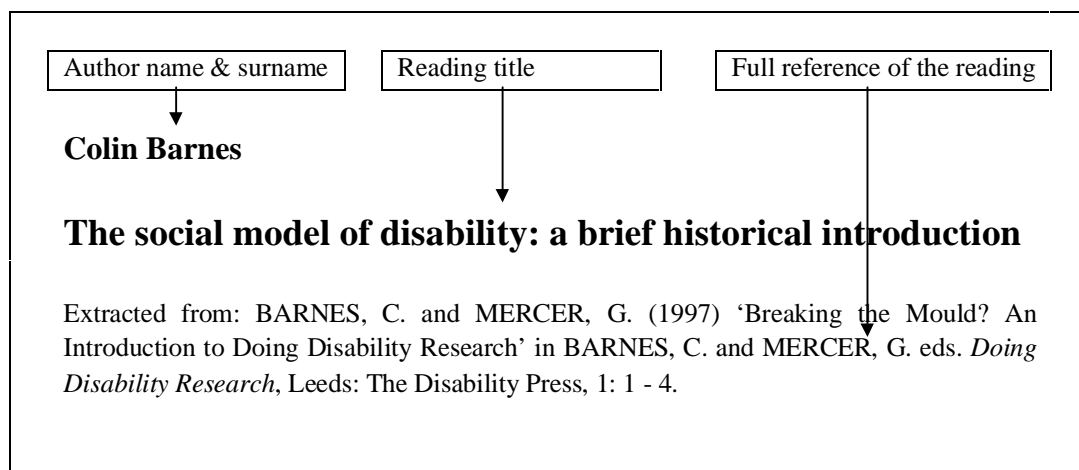 Author name & surname
Reading title
Full reference of the reading
Colin Barnes
The social model of disability: a brief historical introduction
Extracted from: BARNES, C. and MERCER, G. (1997) ‘Breaking the Mould? An
Introduction to Doing Disability Research’ in BARNES, C. and MERCER, G. eds. Doing
Disability Research, Leeds: The Disability Press, 1: 1 - 4.